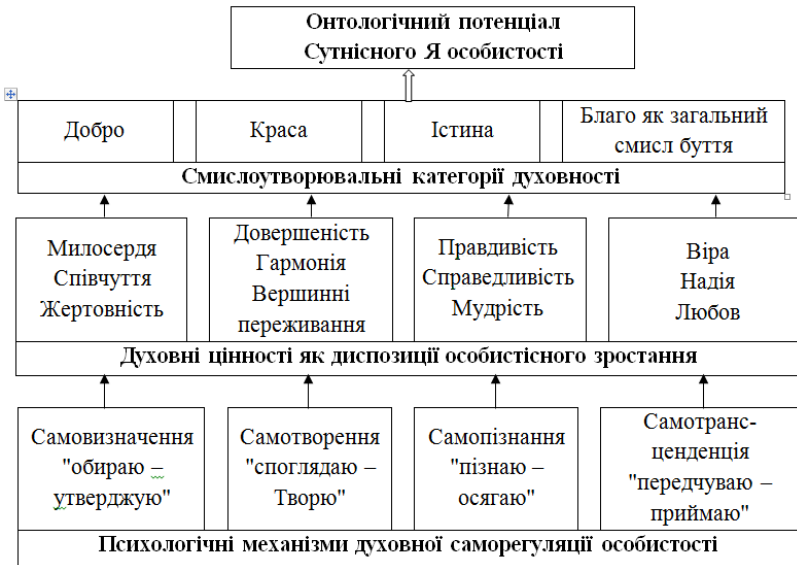 Онтологічний потенціал
Сутнісного Я особистості
Добро
Краса
Істина
Благо як загальний
смисл буття
Смислоутворювальні категорії духовності
Милосердя
Співчуття
Жертовність
Довершеність
Гармонія
Вершинні
переживання
Правдивість
Справедливість
Мудрість
Віра
Надія
Любов
Духовні цінності як диспозиції особистісного зростання
Самовизначення
"обираю –
утверджую"
Самотворення
"споглядаю –
Творю"
Самопізнання
"пізнаю –
осягаю"
Самотранс-
ценденція
"передчуваю –
приймаю"
Психологічні механізми духовної саморегуляції особистості